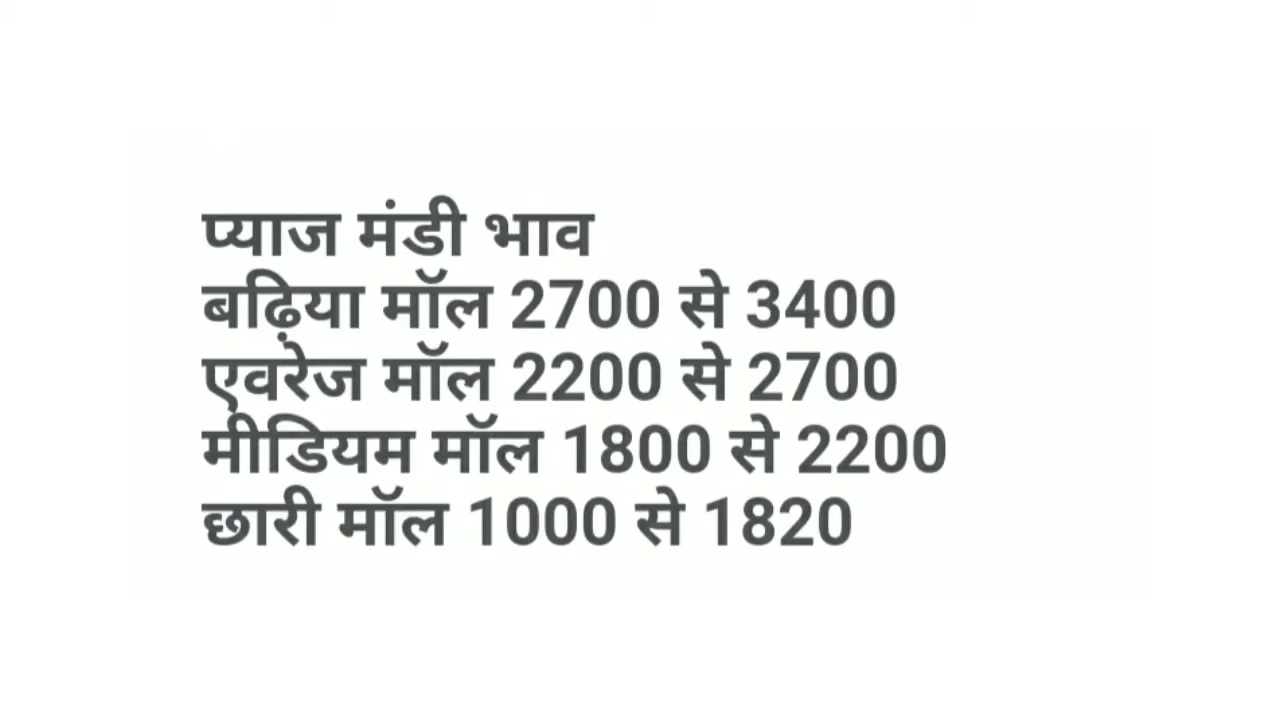 प्याज मंडी भाव
बढ़िया मॉल 2700 से 3400
एवरेज मॉल 2200 से 2700
मीडियम मॉल 1800 से 2200
छारी मॉल 1000 से 1820